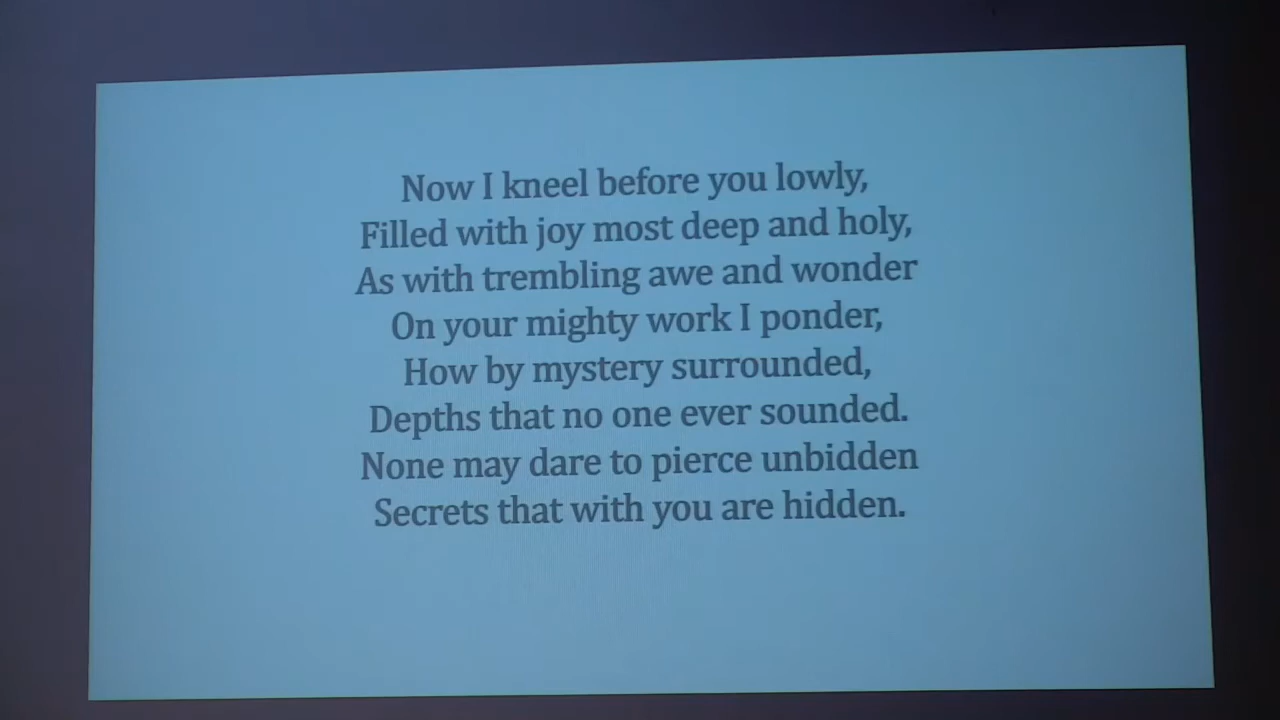 Now I kneel before you lowly,
Filled with joy most deep and holy,
As with trembling awe and wonder
On your mighty work I ponder,
How by mystery surrounded,
Depths that no one ever sounded.
None may dare to pierce unbidden
Secrets that with you are hidden.